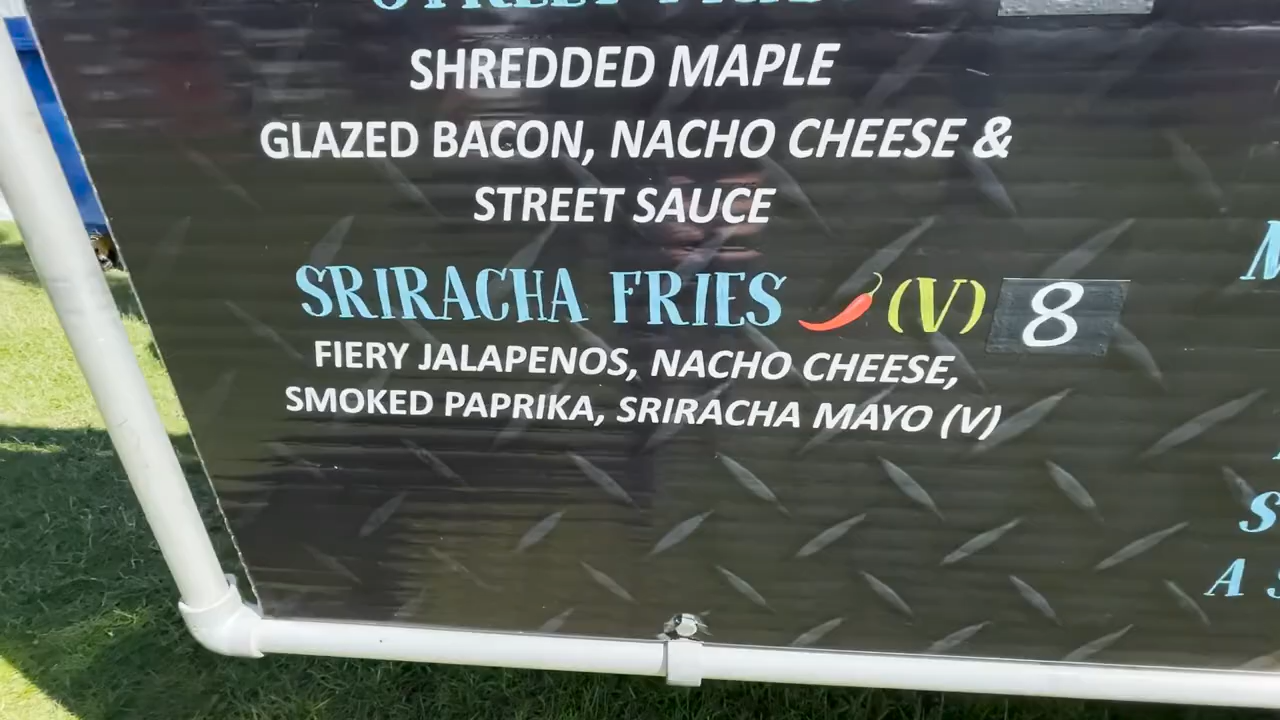 SHREDDED MAPLE
GLAZED BACON, NACHO CHEESE &
STREET SAUCE
SRIRACHA FRIES (V) 8
FIERY JALAPENOS, NACHO CHEESE,
SMOKED PAPRIKA, SRIRACHA MAYO (V)